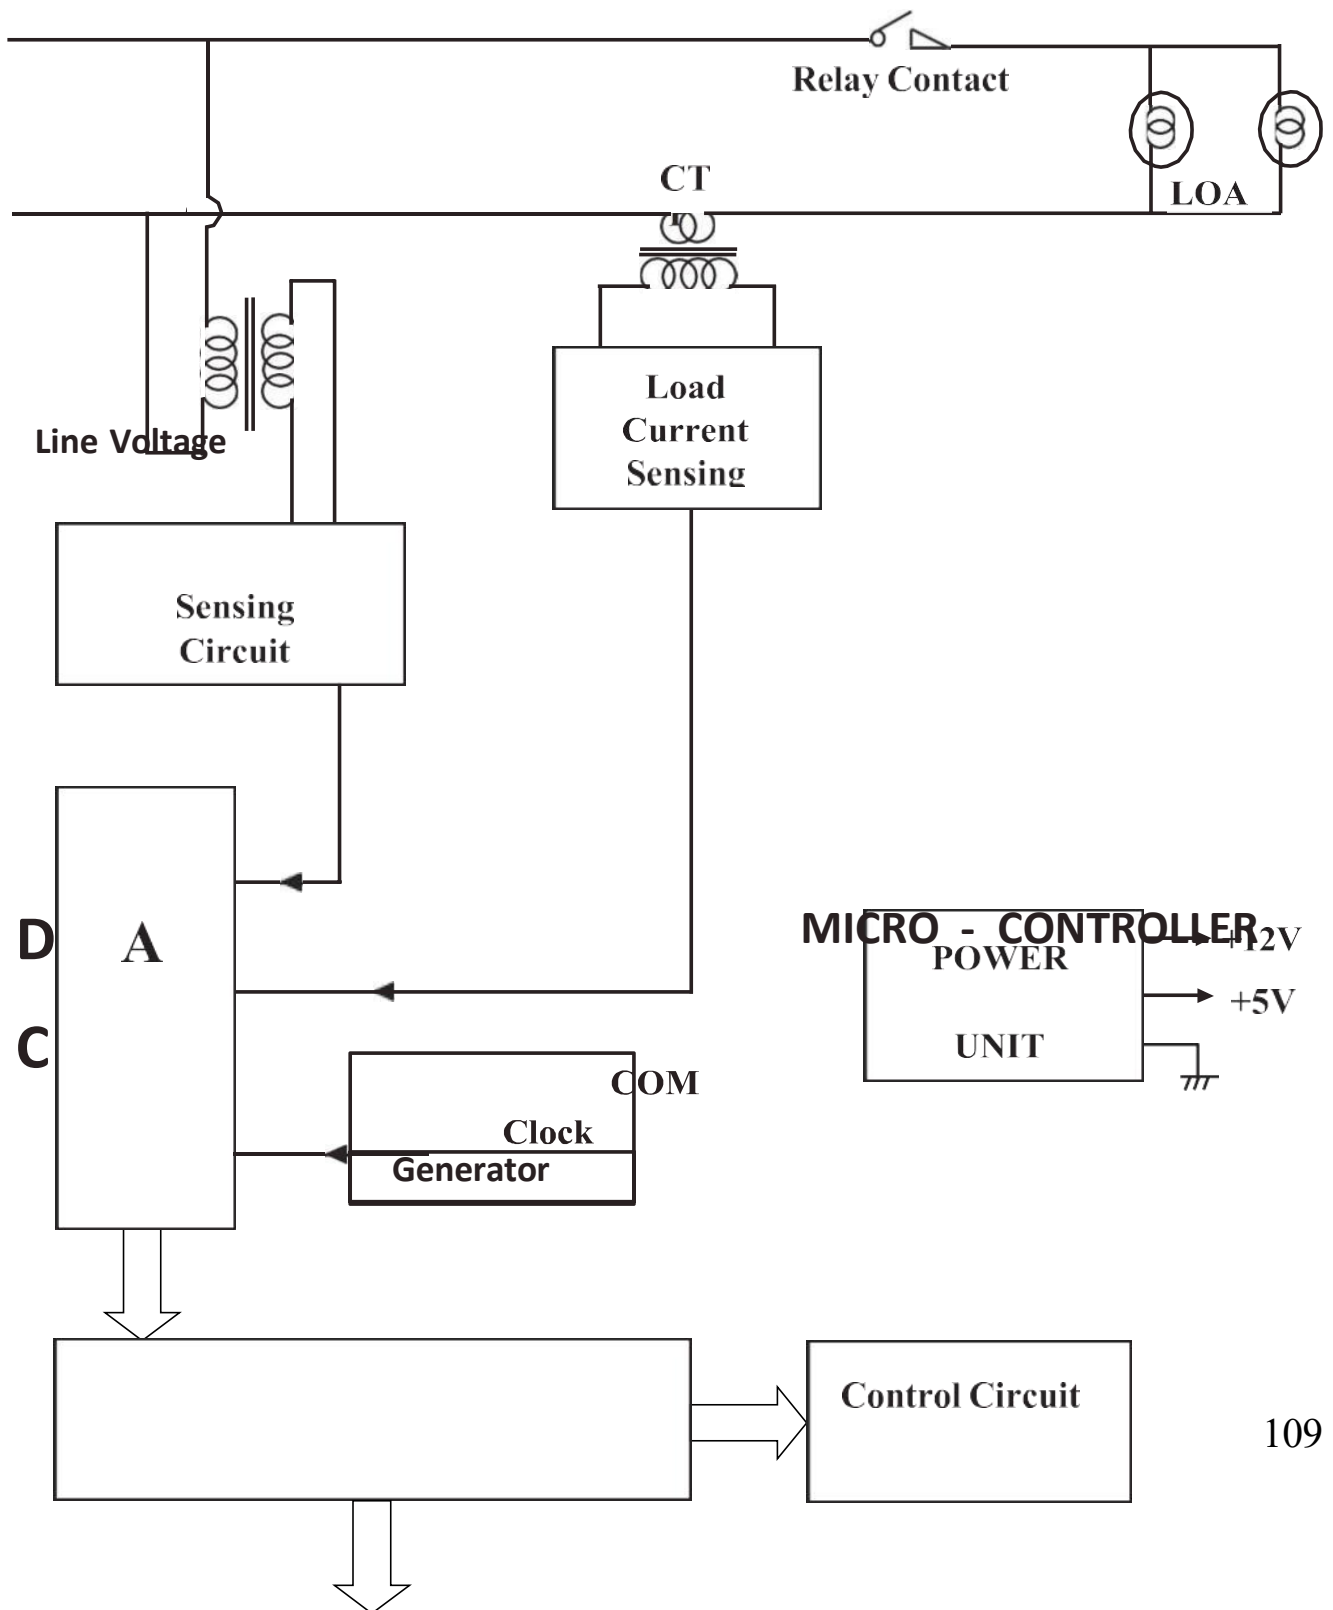 Relay Contact
CT
LOA
Load
Current
Sensing
Line Voltage
Sensing
Circuit
D
A
C
MICRO - CONTROLLER
+12V
POWER
+5V
UNIT
COM
Clock
Generator
Control Circuit
109